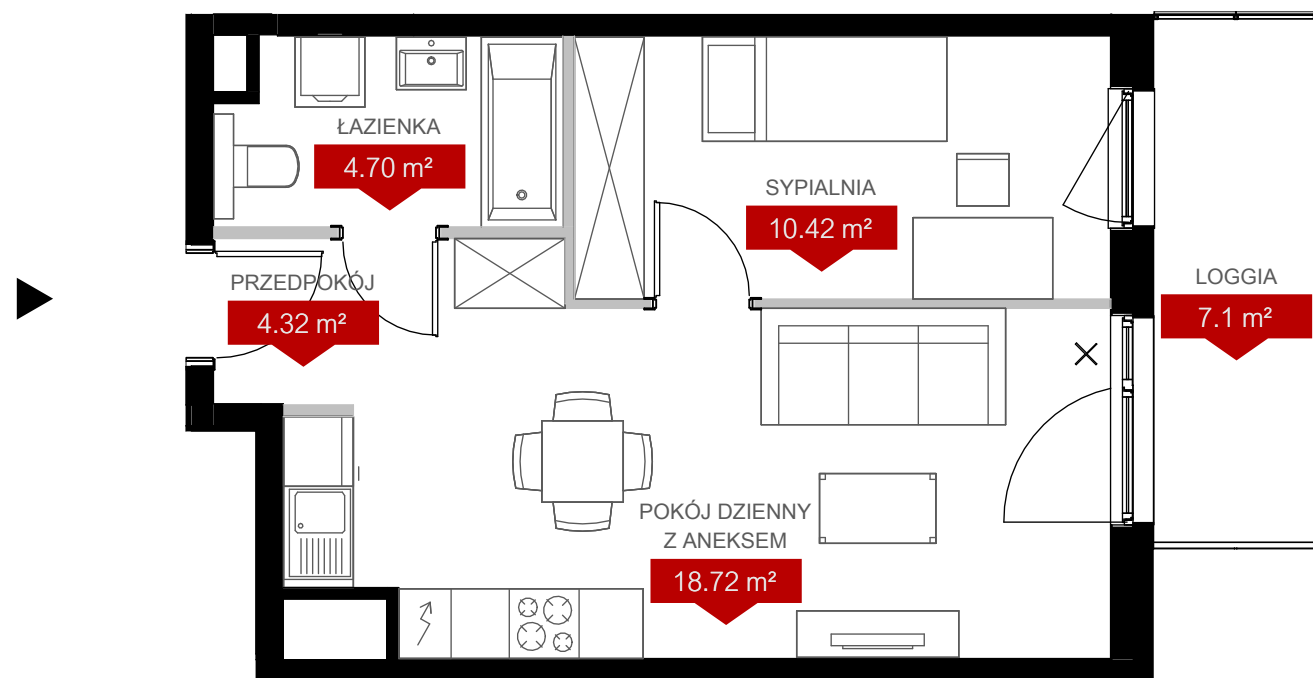 ŁAZIENKA
4.70 m²
SYPIALNIA
10.42 m²
PRZEDPOKÓJ
4.32 m²
LOGGIA
7.1 m²
POKÓJ DZIENNY
Z ANEKSEM
18.72 m²